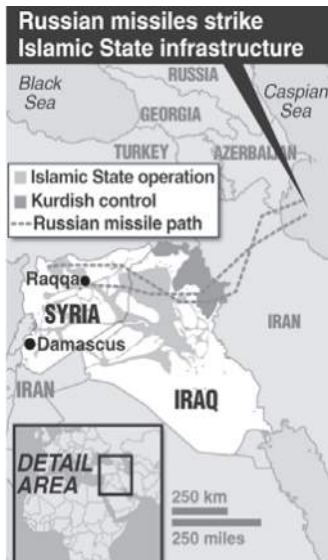 Russian missiles strike
Islamic State infrastructure
Black
Sea
RUSSIA
Caspian
Sea
GEORGIA
TURKEY
AZERBAIJAN
Islamic State operation
Kurdish control
Russian missile path
Raqqa
SYRIA
Damascus
IRAN
IRAN
IRAQ
DETAIL
AREA
250 km
250 miles